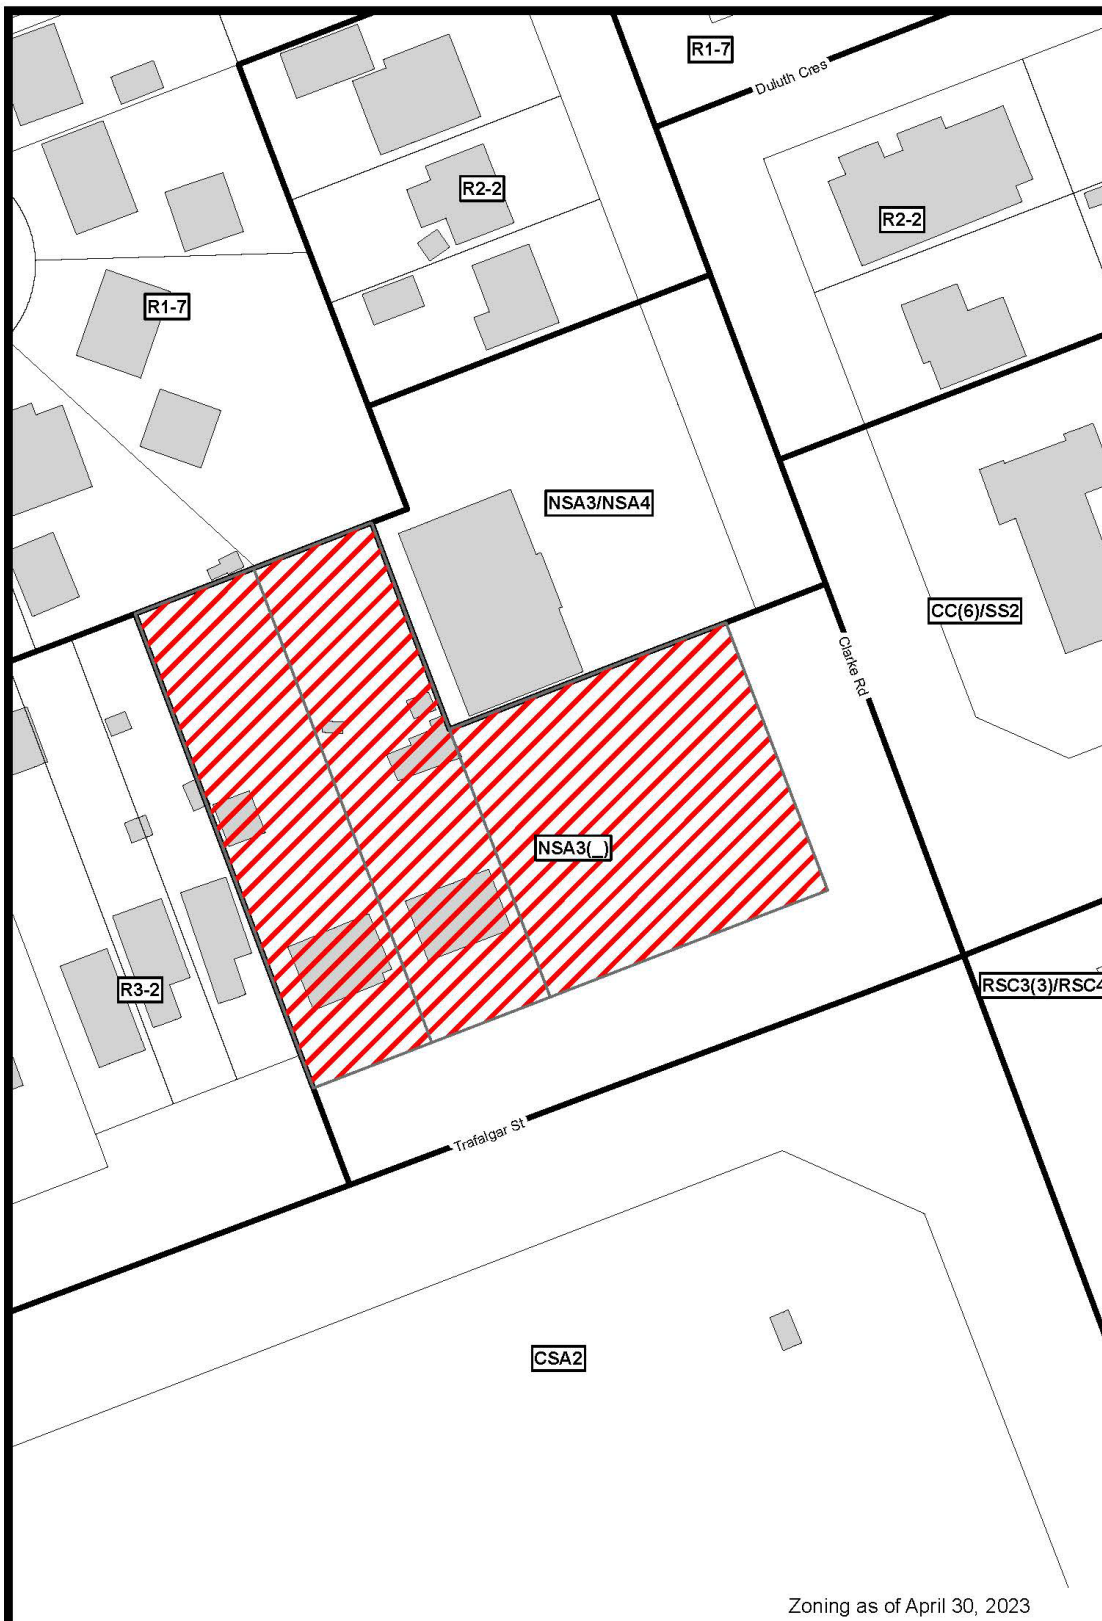 R1-7
Duluth Cres
R2-2
R2-2
R1-7
NSA3/NSA4
CC(6)/SS2
Clarke Rd
NSA3(_)
R3-2
RSC3(3)/RSC4
Trafalgar St
CSA2
Zoning as of April 30, 2023